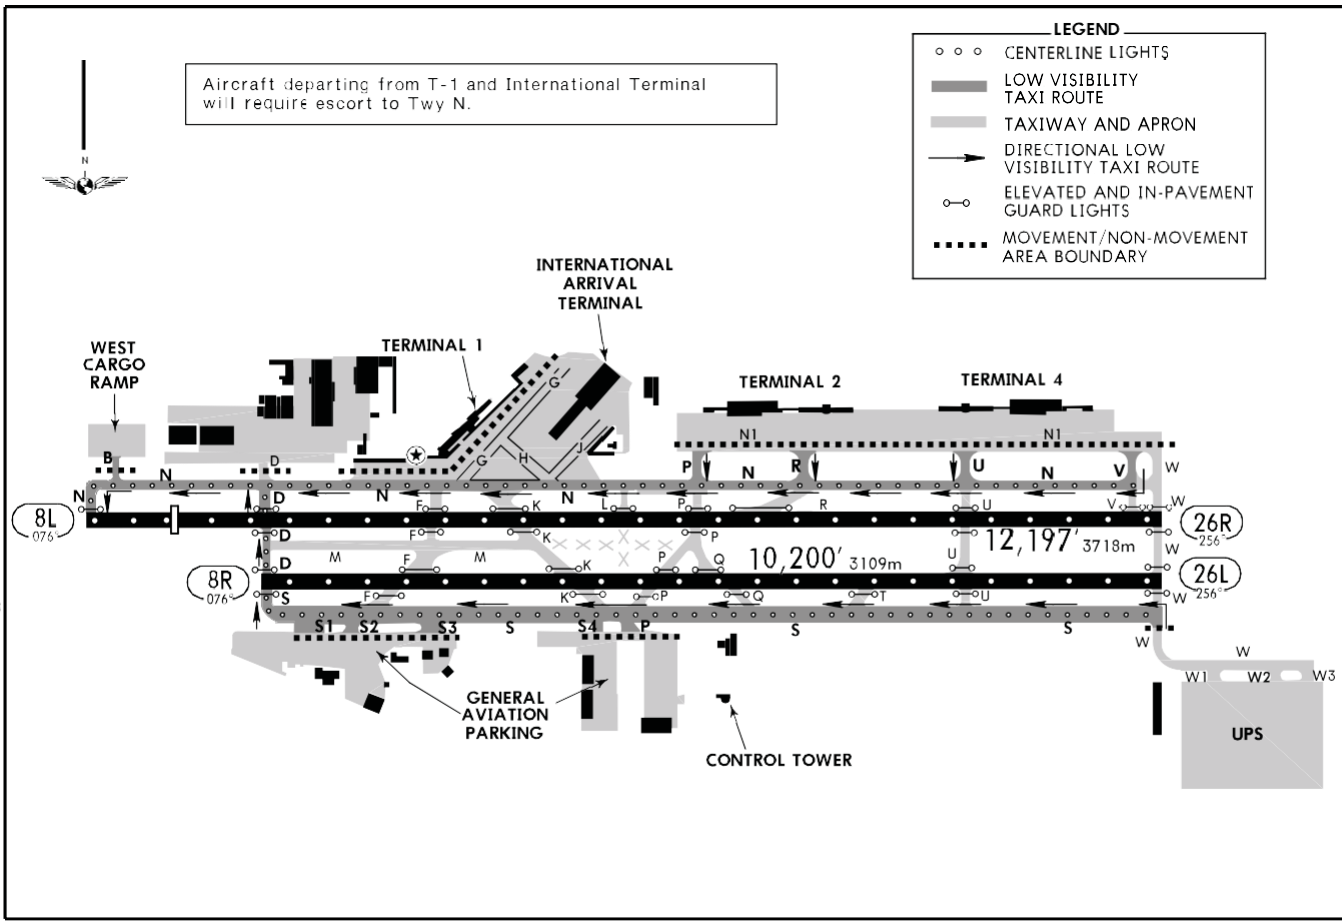 LEGEND
CENTERLINE LIGHTS
LOW VISIBILITY
TAXI ROUTE
TAXIWAY AND APRON
DIRECTIONAL LOW
VISIBILITY TAXI ROUTE
ELEVATED AND IN-PAVEMENT
GUARD LIGHTS
MOVEMENT/NON-MOVEMENT
AREA BOUNDARY
Aircraft departing from T-1 and International Terminal
will require escort to Twy N.
N
INTERNATIONAL
ARRIVAL
TERMINAL
WEST
CARGO
RAMP
TERMINAL 1
TERMINAL 2
TERMINAL 4
G
N1 N1
B D G H J
N P N R U N V W
N D N N
F K L P R U V W
8L
076°
26R
256°
D F K P
12,197' 3718m
10,200' 3109m
M M F P Q U W
D K
8R
076°
26L
256°
S F K P Q T U W
S1 S2 S3 S S4 P S S
W W
W1 W2 W3
GENERAL
AVIATION
PARKING
UPS
CONTROL TOWER